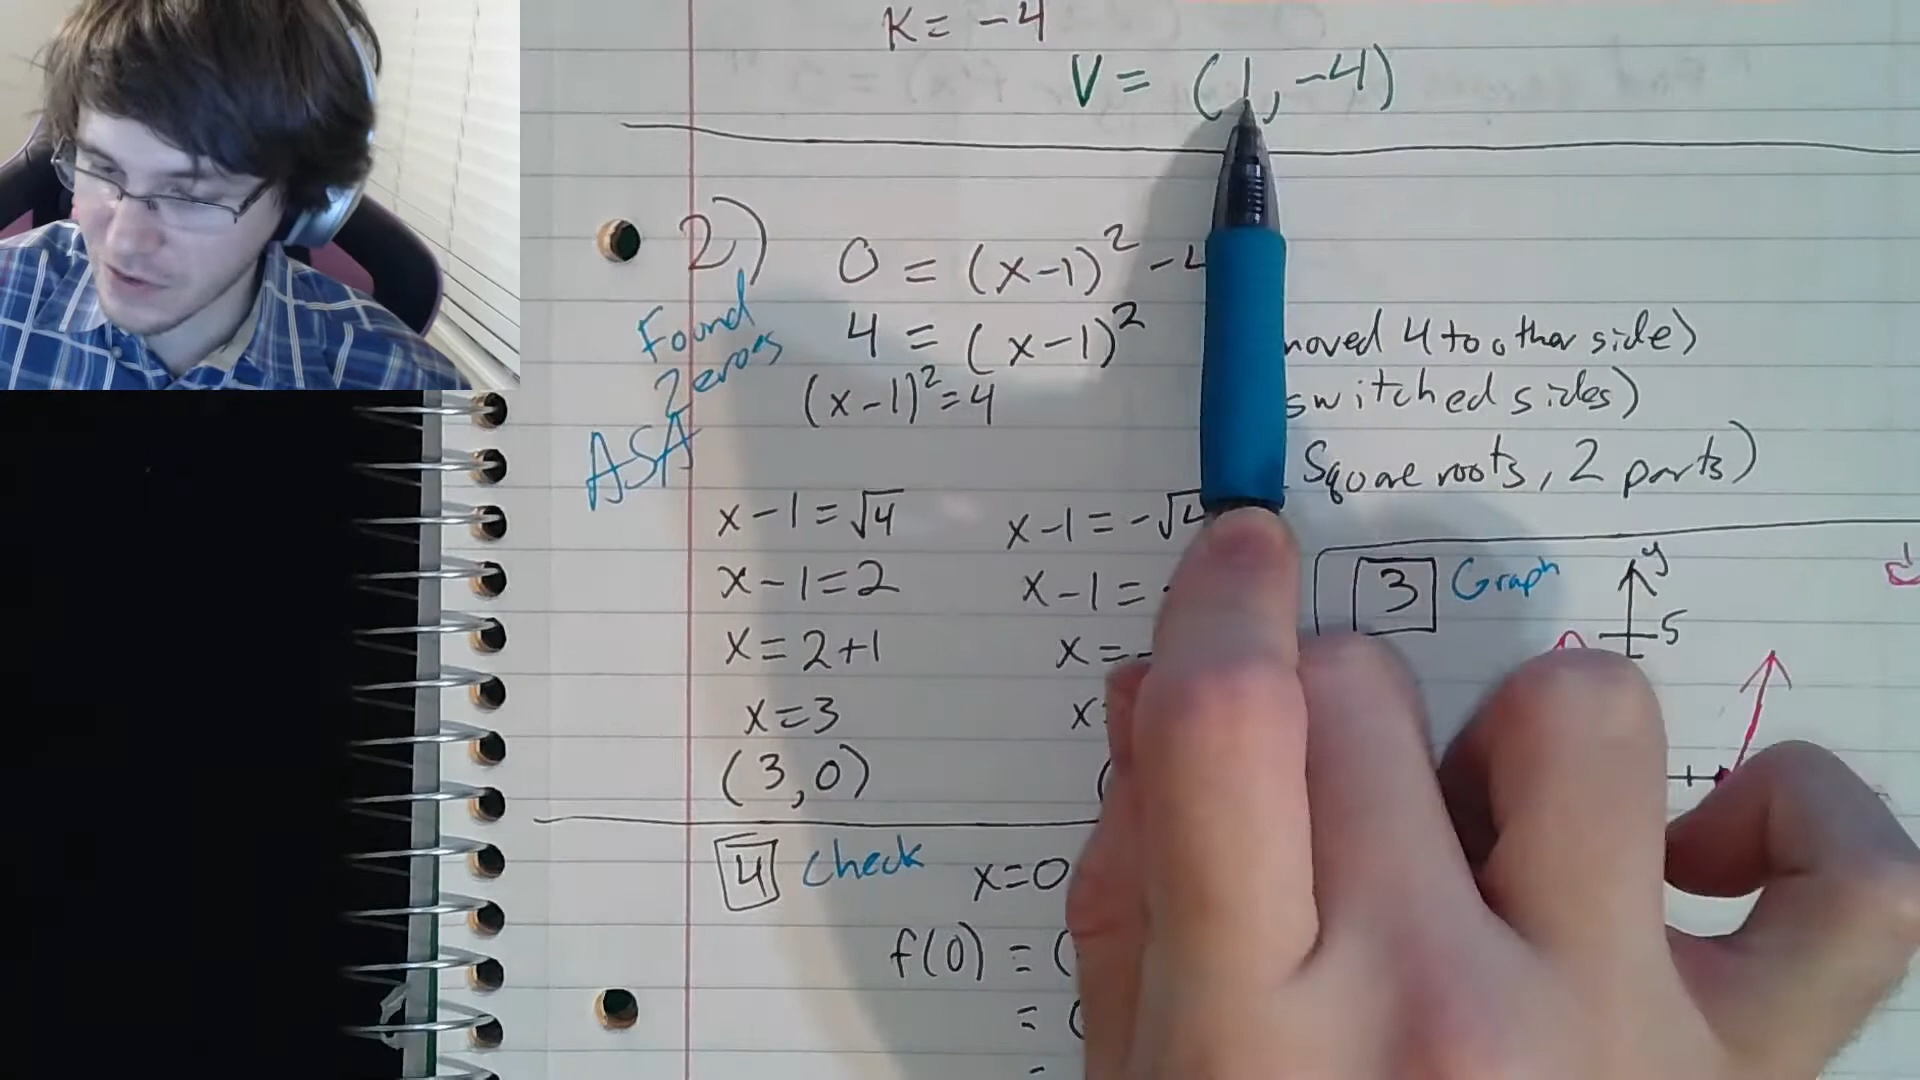 K = -4
V = (1, -4)
2)
0 = (x-1)² -4
Found
Zeroes
ASA
4 = (x-1)²
moved 4 to other side)
(x-1)²=4
switched sides)
Square roots, 2 parts)
x-1=√4
x-1=-√4
x-1=2
x-1=
x=2+1
x=-
x=3
x
(3,0)
(
3 Graph
y
5
4 Check
x=0
f(0) = (
= (